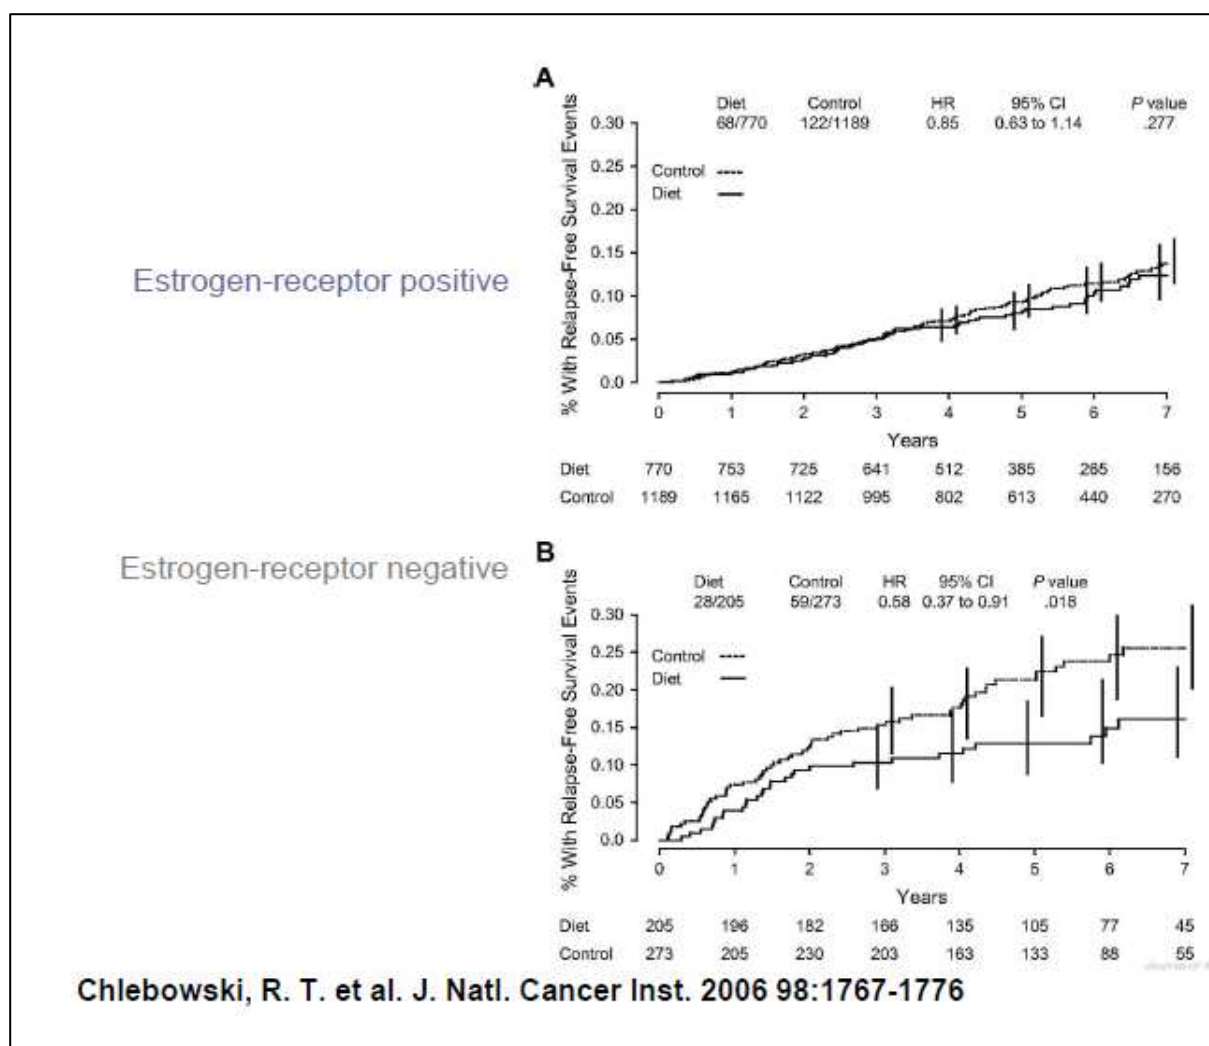 A
Diet Control HR 95% CI P value
68/770 122/1189 0.85 0.63 to 1.14 .277
% With Relapse-Free Survival Events
0.30
0.25
0.20
0.15
0.10
0.05
0.0
Control
Diet
0 1 2 3 4 5 6 7
Years
Diet 770 753 725 641 512 385 265 156
Control 1189 1165 1122 995 802 613 440 270
Estrogen-receptor positive
Estrogen-receptor negative
B
Diet Control HR 95% CI P value
28/205 59/273 0.58 0.37 to 0.91 .018
% With Relapse-Free Survival Events
0.30
0.25
0.20
0.15
0.10
0.05
0.0
Control
Diet
0 1 2 3 4 5 6 7
Years
Diet 205 196 182 166 135 105 77 45
Control 273 205 230 203 163 133 88 55
Chlebowski, R. T. et al. J. Natl. Cancer Inst. 2006 98:1767-1776